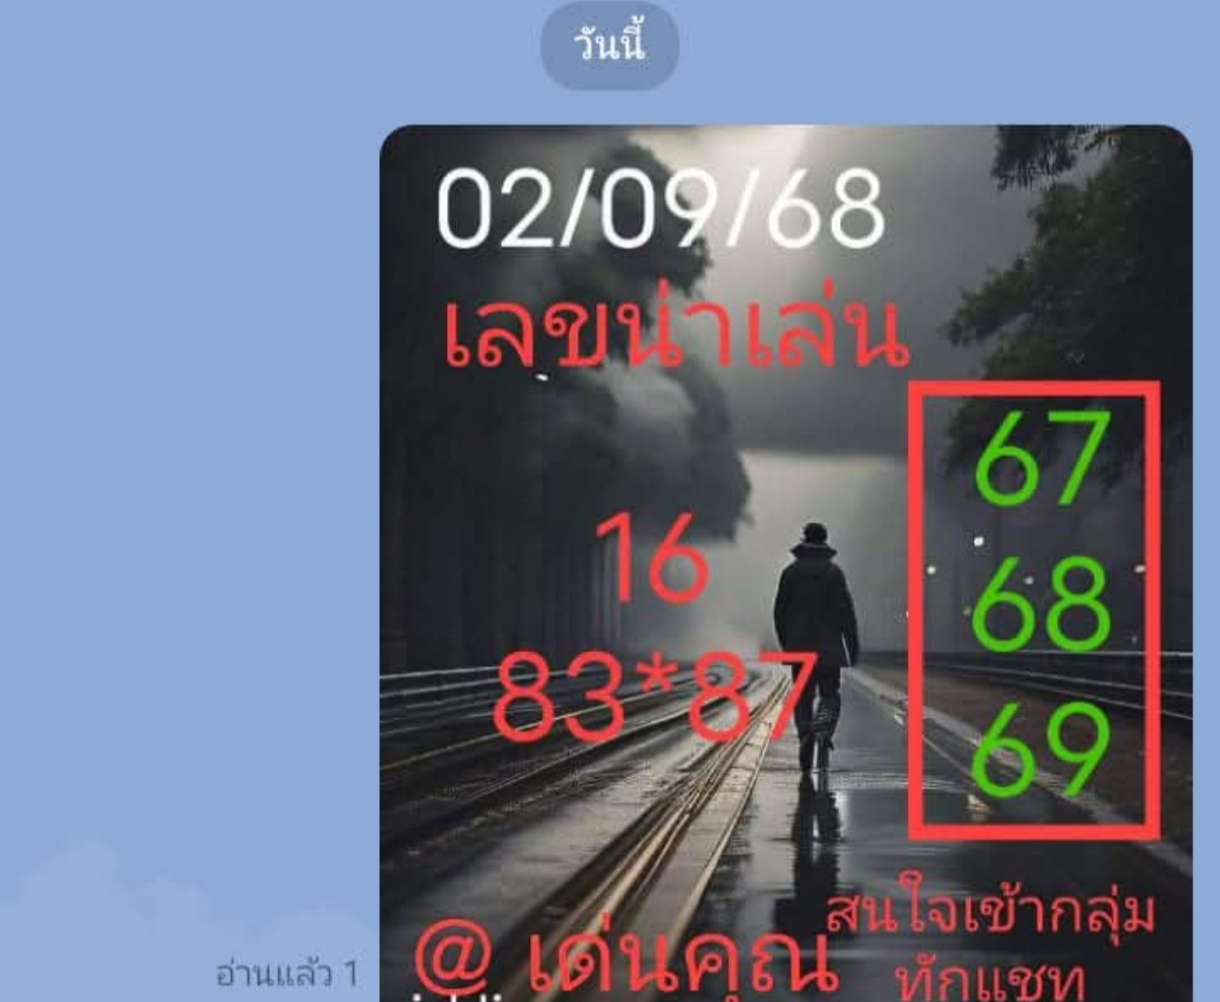 วันนี้
02/09/68
เลขน่าเล่น
67
16
68
83*87
69
สนใจเข้ากลุ่ม
@ เด่นคุณ
ทักแชท
อ่านแล้ว 1